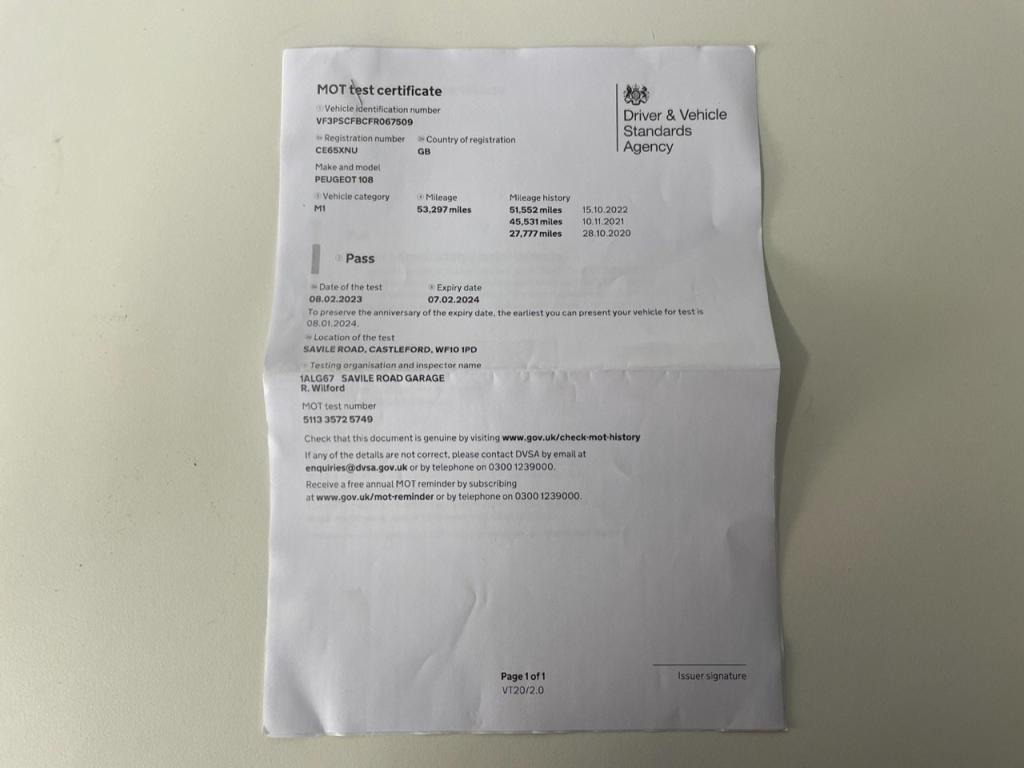 MOT test certificate
Driver & Vehicle
Standards
Agency
Vehicle identification number
VF3PSCFBCFR067509
Registration number Country of registration
CE65XNU GB
Make and model
PEUGEOT 108
Vehicle category Mileage Mileage history
M1 53,297 miles 51,552 miles 15.10.2022
45,531 miles 10.11.2021
27,777 miles 28.10.2020
Pass
Date of the test Expiry date
08.02.2023 07.02.2024
To preserve the anniversary of the expiry date, the earliest you can present your vehicle for test is
08.01.2024.
Location of the test
SAVILE ROAD, CASTLEFORD, WF10 1PD
Testing organisation and inspector name
1ALG67 SAVILE ROAD GARAGE
R. Wilford
MOT test number
5113 3572 5749
Check that this document is genuine by visiting www.gov.uk/check-mot-history
If any of the details are not correct, please contact DVSA by email at
enquiries@dvsa.gov.uk or by telephone on 0300 1239000.
Receive a free annual MOT reminder by subscribing
at www.gov.uk/mot-reminder or by telephone on 0300 1239000.
Page 1 of 1
VT20/2.0
Issuer signature